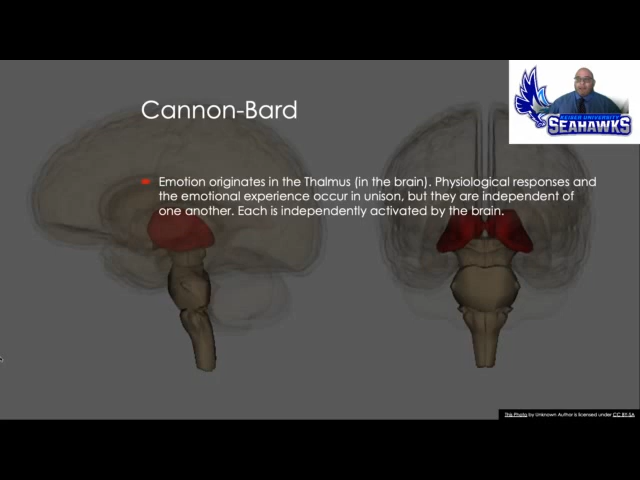 Cannon-Bard
Emotion originates in the Thalmus (in the brain). Physiological responses and
the emotional experience occur in unison, but they are independent of
one another. Each is independently activated by the brain.
KEISER UNIVERSITY
SEAHAWKS
This Photo by Unknown Author is licensed under CC BY-SA